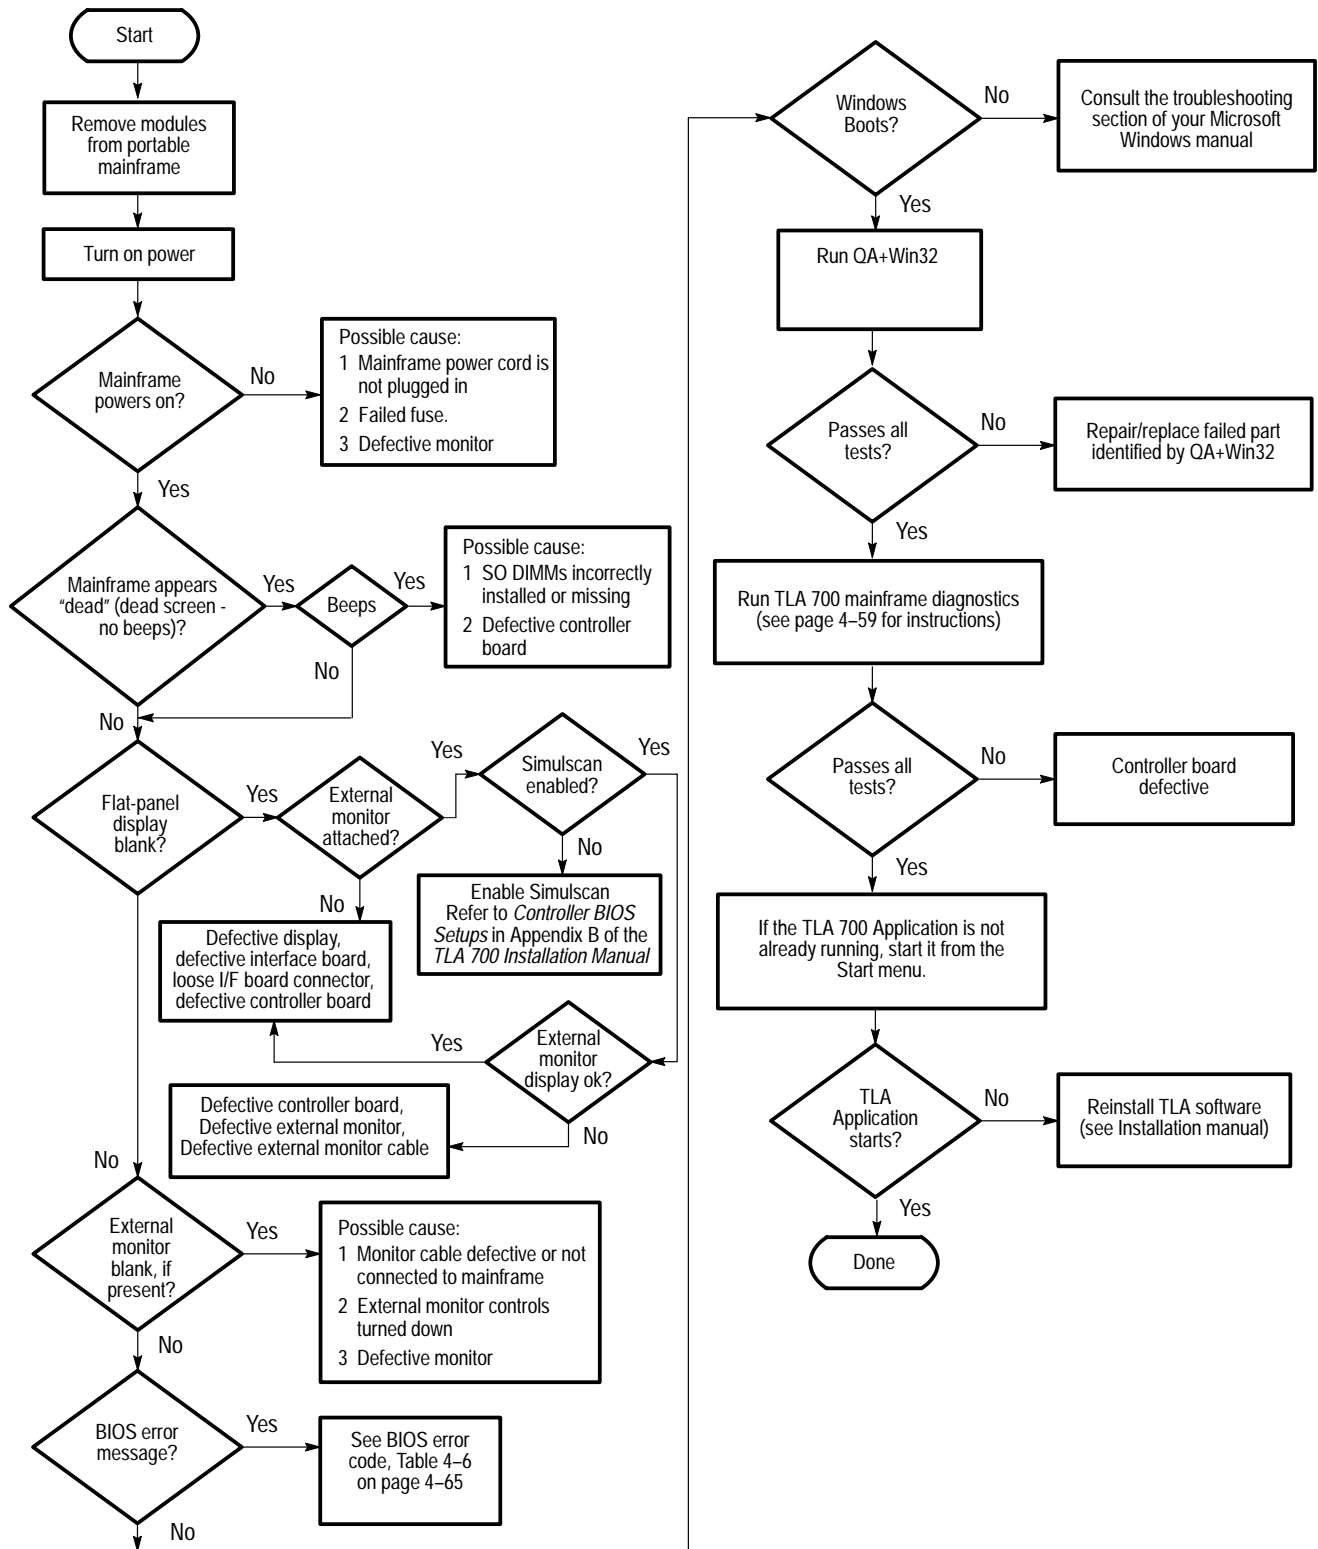 Start
Remove modules
from portable
mainframe
Turn on power
Mainframe
powers on?
No
Possible cause:
1 Mainframe power cord is
not plugged in
2 Failed fuse.
3 Defective monitor
Yes
Mainframe appears
“dead” (dead screen -
no beeps)?
Yes
Beeps
Yes
Possible cause:
1 SO DIMMs incorrectly
installed or missing
2 Defective controller
board
No
No
Flat-panel
display
blank?
Yes
External
monitor
attached?
Yes
Simulscan
enabled?
Yes
No
Enable Simulscan
Refer to Controller BIOS
Setups in Appendix B of the
TLA 700 Installation Manual
No
Defective display,
defective interface board,
loose I/F board connector,
defective controller board
Yes
External
monitor
display ok?
No
Defective controller board,
Defective external monitor,
Defective external monitor cable
No
External
monitor
blank, if
present?
Yes
Possible cause:
1 Monitor cable defective or not
connected to mainframe
2 External monitor controls
turned down
3 Defective monitor
No
BIOS error
message?
Yes
See BIOS error
code, Table 4–6
on page 4–65
No
Windows
Boots?
No
Consult the troubleshooting
section of your Microsoft
Windows manual
Yes
Run QA+Win32
Passes all
tests?
No
Repair/replace failed part
identified by QA+Win32
Yes
Run TLA 700 mainframe diagnostics
(see page 4–59 for instructions)
Passes all
tests?
No
Controller board
defective
Yes
If the TLA 700 Application is not
already running, start it from the
Start menu.
TLA
Application
starts?
No
Reinstall TLA software
(see Installation manual)
Yes
Done